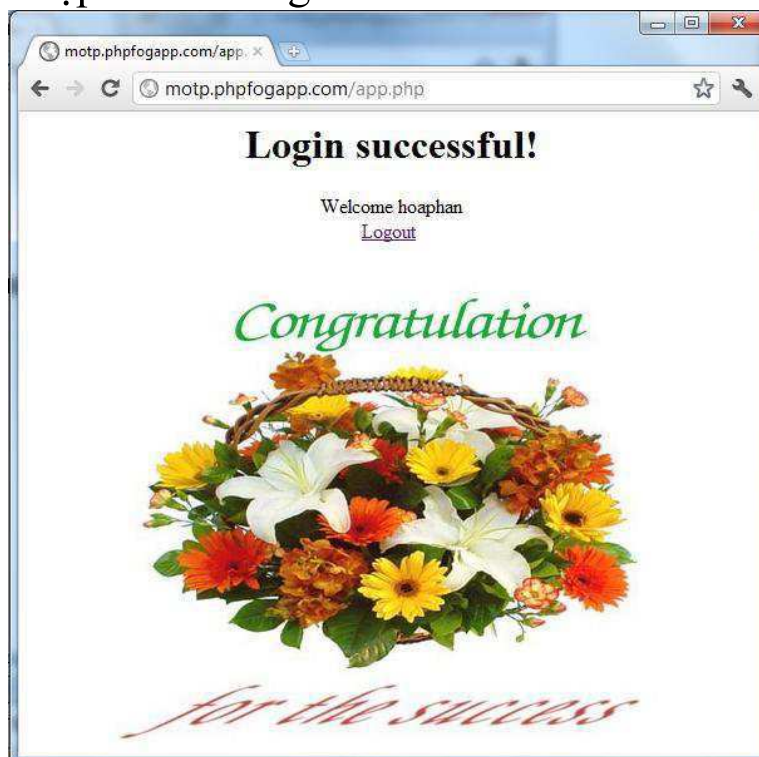 motp.phpfogapp.com/app.
motp.phpfogapp.com/app.php
Login successful!
Welcome hoaphan
Logout
Congratulation
for the success